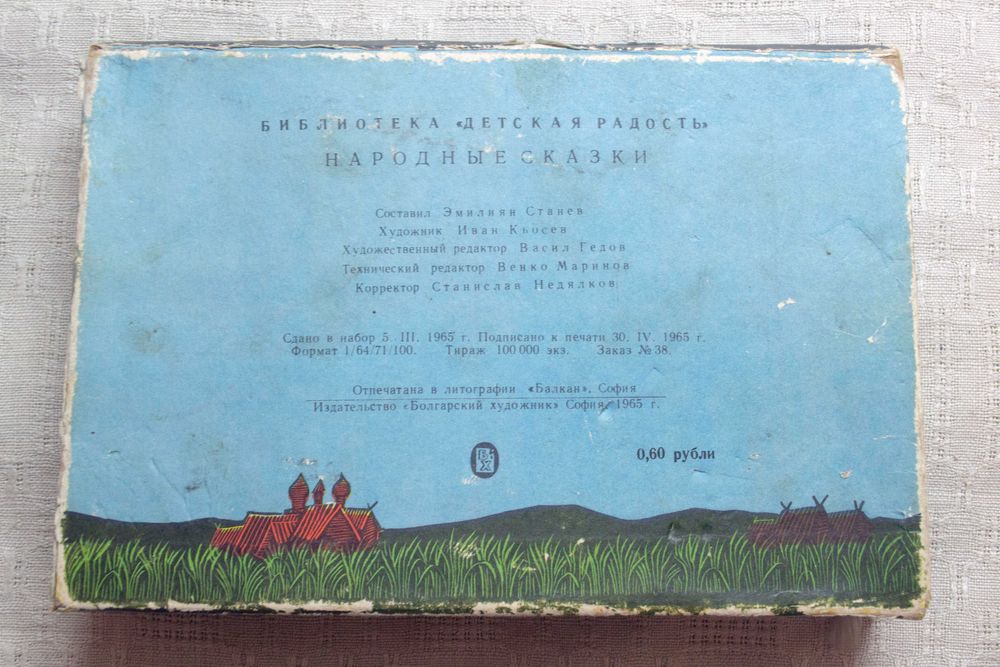 БИБЛИОТЕКА «ДЕТСКАЯ РАДОСТЬ»
НАРОДНЫЕ СКАЗКИ
Составил Эмилиян Станев
Художник Иван Кьосев
Художественный редактор Васил Гедов
Технический редактор Венко Маринов
Корректор Станислав Недялков
Сдано в набор 5. III. 1965 г. Подписано к печати 30. IV. 1965 г.
Формат 1/64/71/100. Тираж 100 000 экз. Заказ № 38.
Отпечатана в литографии «Балкан», София
Издательство «Болгарский художник» София, 1965 г.
БХ
0,60 рубли